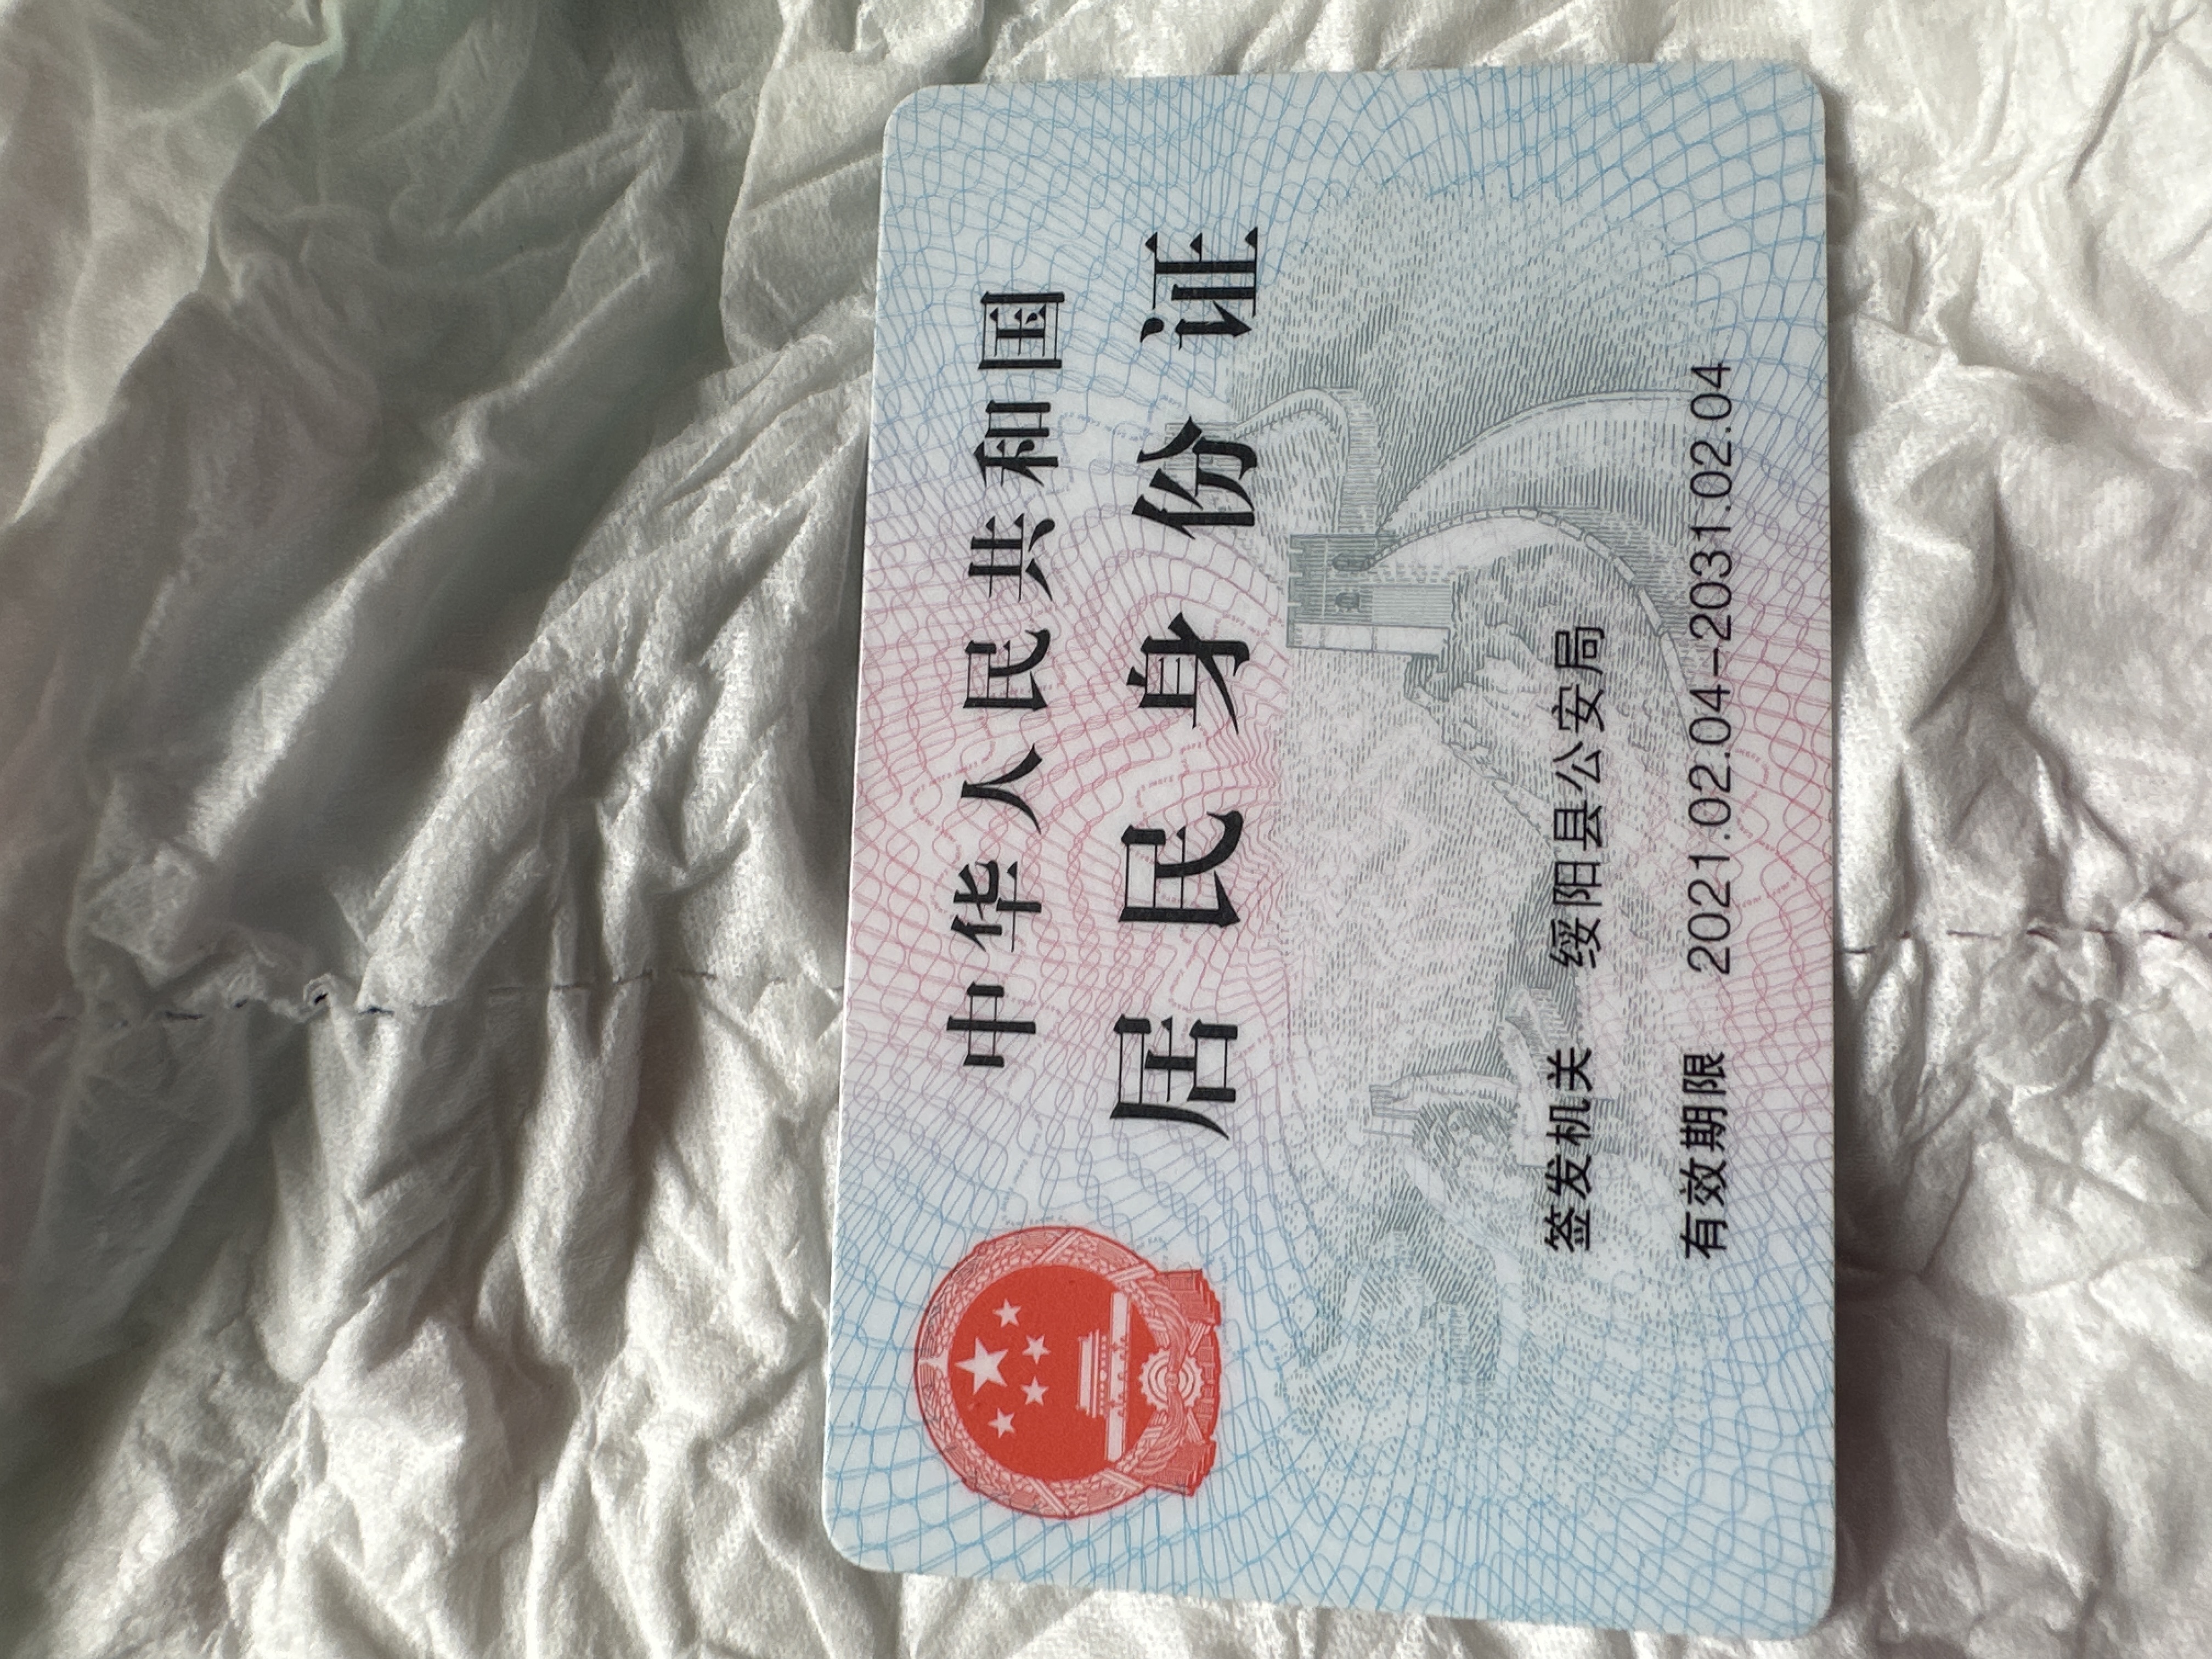 中华人民共和国
居民身份证
签发机关 绥阳县公安局
有效期限 2021.02.04-2031.02.04